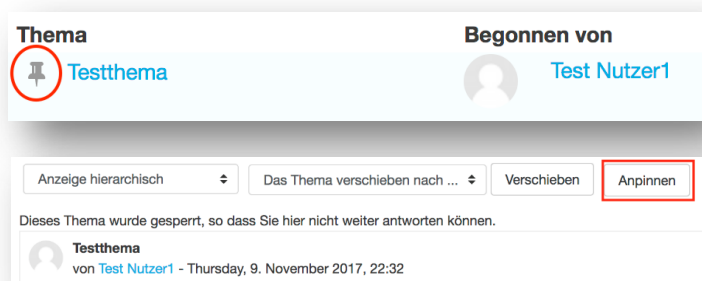 Thema Begonnen von
Testthema Test Nutzer1
Anzeige hierarchisch Das Thema verschieben nach ... Verschieben Anpinnen
Dieses Thema wurde gesperrt, so dass Sie hier nicht weiter antworten können.
Testthema
von Test Nutzer1 - Thursday, 9. November 2017, 22:32